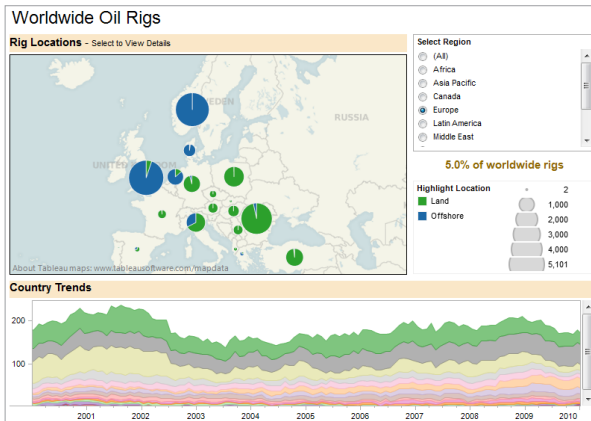 Worldwide Oil Rigs
Rig Locations - Select to View Details
RUSSIA
About Tableau maps: www.tableausoftware.com/mapdata
Select Region
(All)
Africa
Asia Pacific
Canada
Europe
Latin America
Middle East
5.0% of worldwide rigs
Highlight Location
Land
Offshore
2
1,000
2,000
3,000
4,000
5,101
Country Trends
200
100
2001 2002 2003 2004 2005 2006 2007 2008 2009 2010